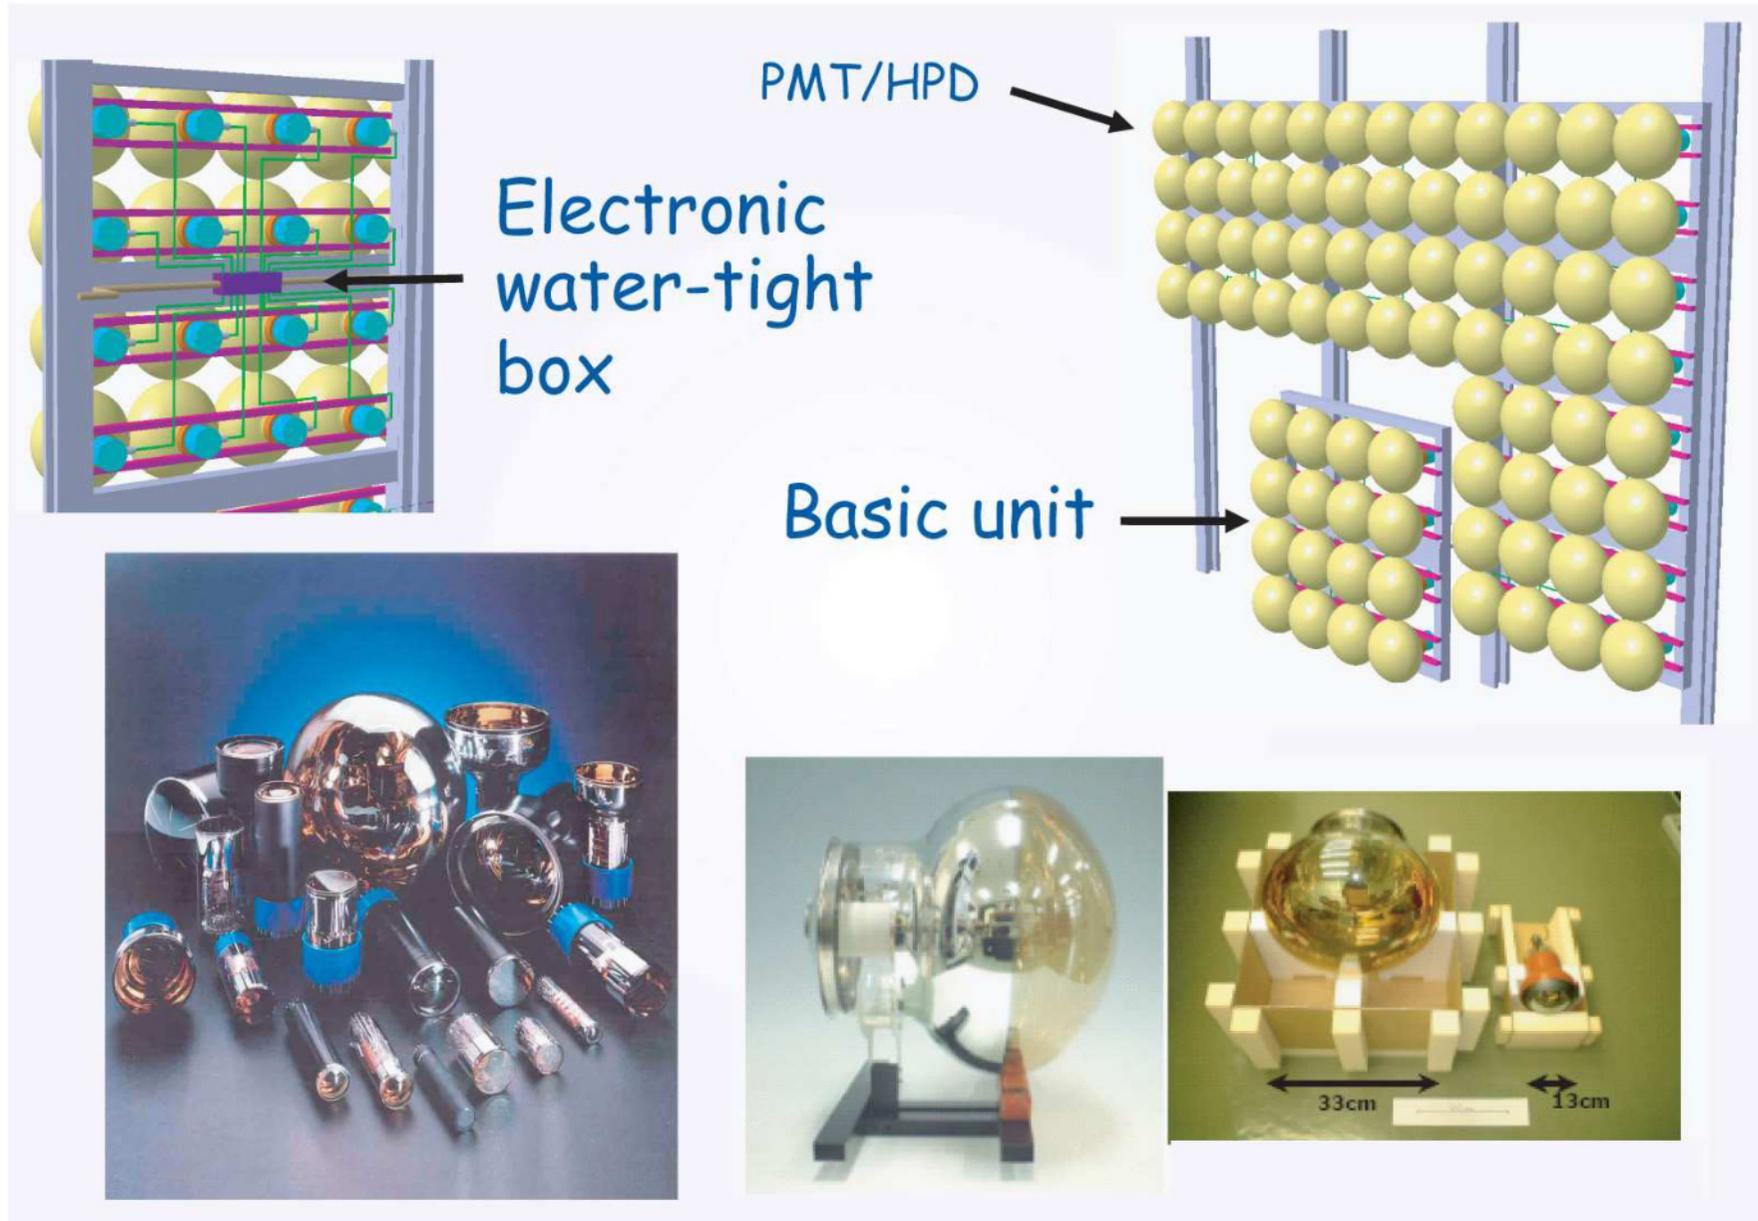 PMT/HPD
Electronic
water-tight
box
Basic unit
33cm
13cm